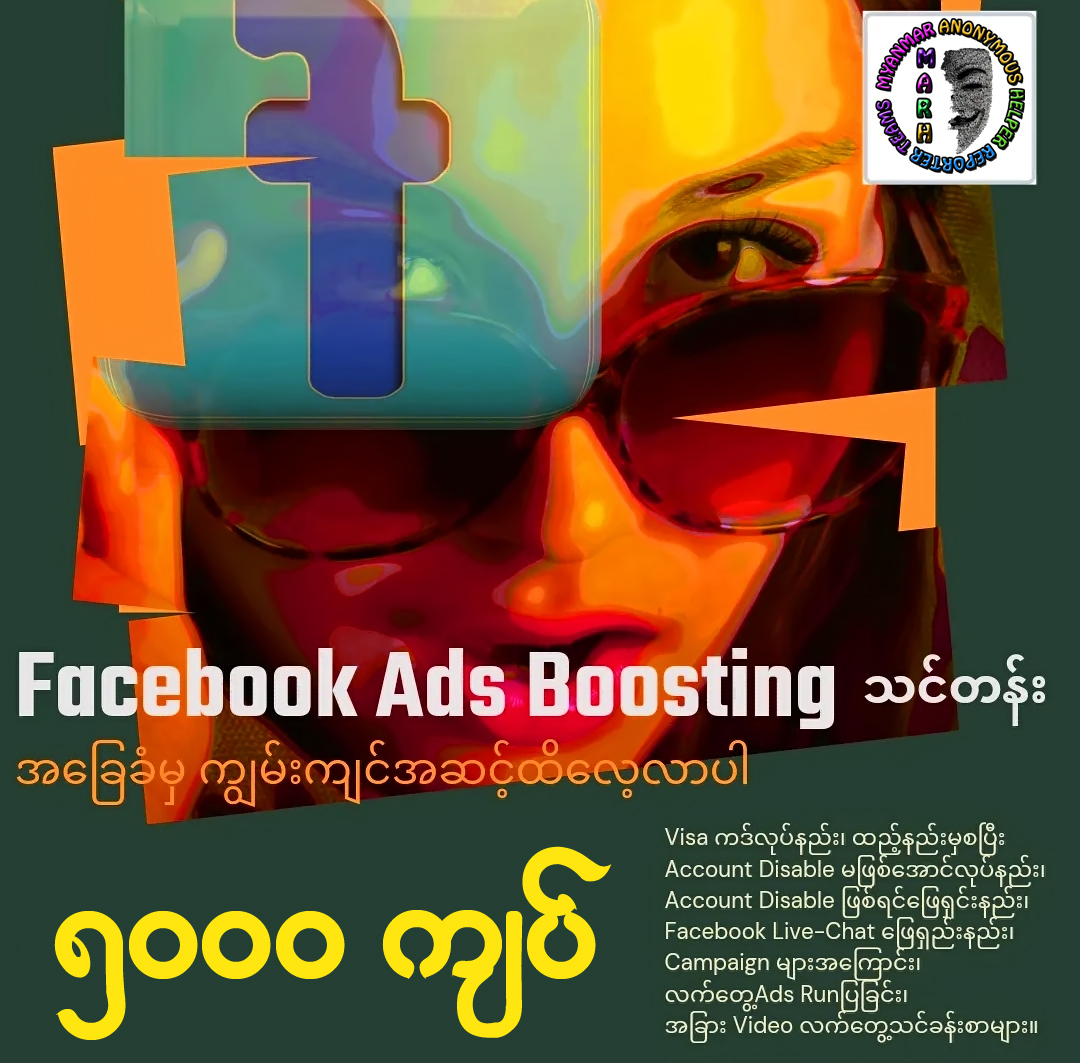 MYANMAR ANONYMOUS HELPER REPORTER TEAMS
MARH
Facebook Ads Boosting သင်တန်း
အခြေခံမှ ကျွမ်းကျင်အဆင့်ထိလေ့လာပါ
၅၀၀၀ ကျပ်
Visa ကဒ်လုပ်နည်း၊ ထည့်နည်းမှစပြီး
Account Disable မဖြစ်အောင်လုပ်နည်း၊
Account Disable ဖြစ်ရင်ဖြေရှင်းနည်း၊
Facebook Live-Chat ဖြေရှည်းနည်း၊
Campaign များအကြောင်း၊
လက်တွေ့Ads Runပြခြင်း၊
အခြား Video လက်တွေ့သင်ခန်းစာများ။